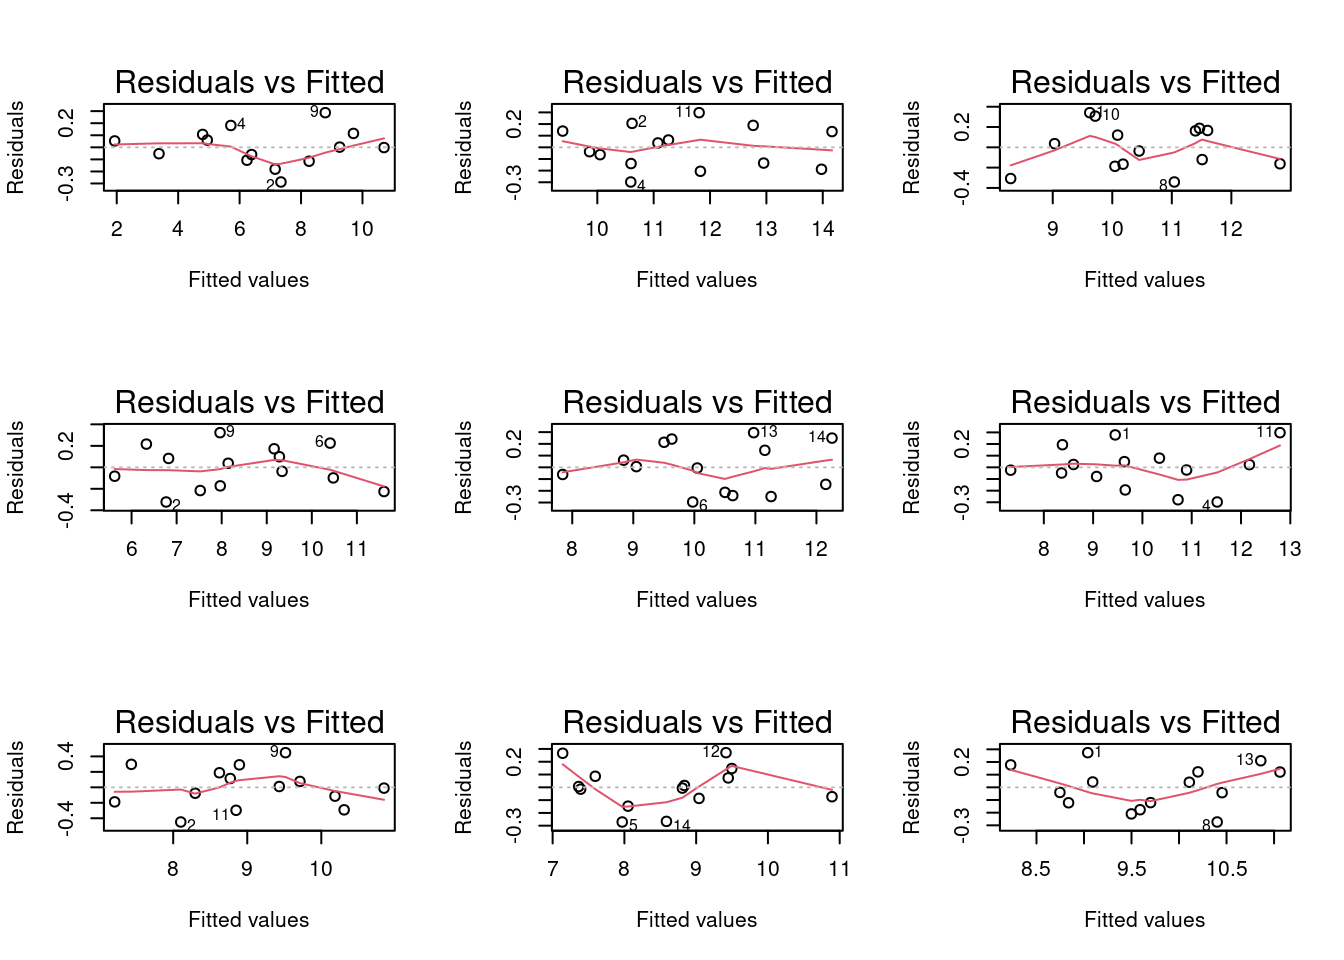 Residuals vs Fitted Residuals vs Fitted Residuals vs Fitted
Residuals 0.2 -0.3 9 4 2
Residuals 0.2 -0.3 11 2 4
Residuals 0.2 -0.4 1 10 8
2 4 6 8 10
10 11 12 13 14
9 10 11 12
Fitted values Fitted values Fitted values
Residuals vs Fitted Residuals vs Fitted Residuals vs Fitted
Residuals 0.2 -0.4 9 6 2
Residuals 0.2 -0.3 13 14 6
Residuals 0.2 -0.3 1 11 4
6 7 8 9 10 11
8 9 10 11 12
8 9 10 11 12 13
Fitted values Fitted values Fitted values
Residuals vs Fitted Residuals vs Fitted Residuals vs Fitted
Residuals 0.4 -0.4 9 11 2
Residuals 0.2 -0.3 12 5 14
Residuals 0.2 -0.3 1 13 8
8 9 10
7 8 9 10 11
8.5 9.5 10.5
Fitted values Fitted values Fitted values